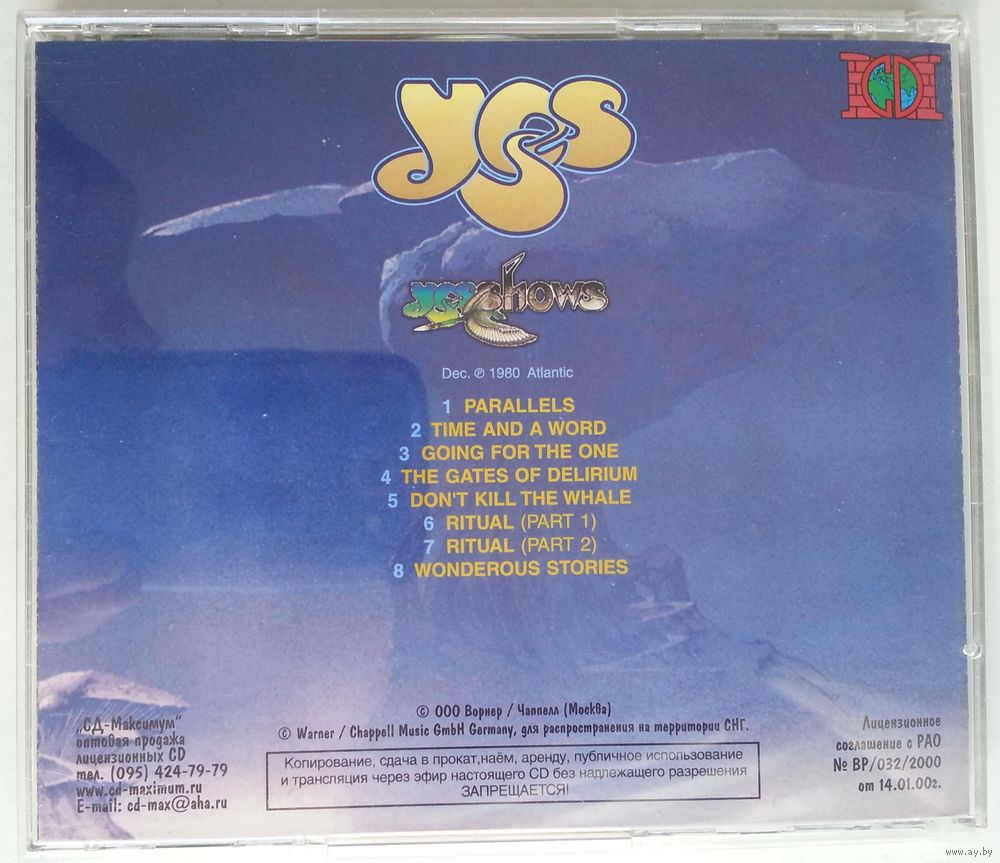 yes
CD
yesshows
Dec. ℗ 1980 Atlantic
1 PARALLELS
2 TIME AND A WORD
3 GOING FOR THE ONE
4 THE GATES OF DELIRIUM
5 DON'T KILL THE WHALE
6 RITUAL (PART 1)
7 RITUAL (PART 2)
8 WONDEROUS STORIES
© ООО Ворнер / Чаппелл (Москва)
© Warner / Chappell Music GmbH Germany, для распространения на территории СНГ.
Копирование, сдача в прокат,наём, аренду, публичное использование
и трансляция через эфир настоящего CD без надлежащего разрешения
ЗАПРЕЩАЕТСЯ!
„СД-Максимум"
оптовая продажа
лицензионных CD
тел. (095) 424-79-79
www.cd-maximum.ru
E-mail: cd-max@aha.ru
Лицензионное
соглашение с РАО
№ ВР/032/2000
от 14.01.00г.
www.ay.by